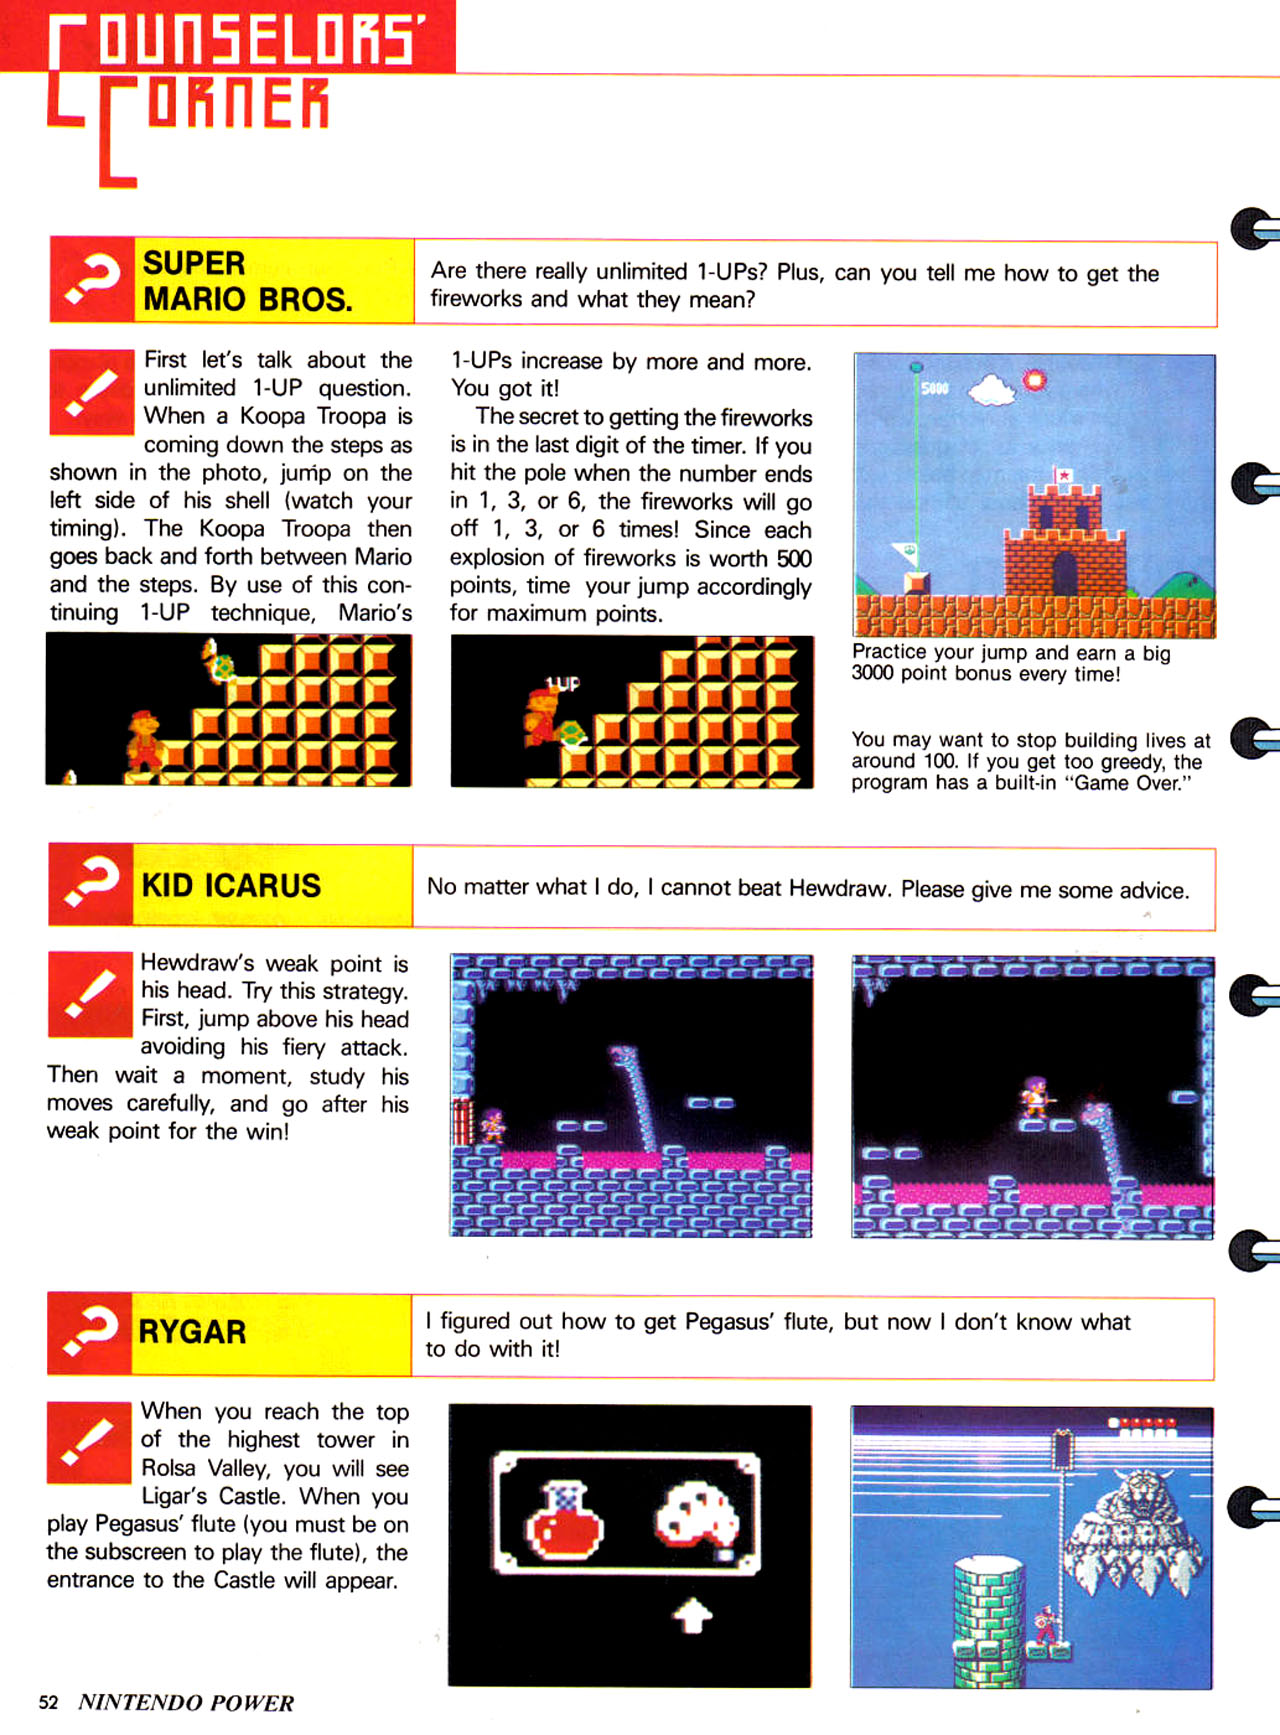 COUNSELORS'
CORNER
?
SUPER
MARIO BROS.
Are there really unlimited 1-UPs? Plus, can you tell me how to get the
fireworks and what they mean?
!
First let's talk about the
unlimited 1-UP question.
When a Koopa Troopa is
coming down the steps as
shown in the photo, jump on the
left side of his shell (watch your
timing). The Koopa Troopa then
goes back and forth between Mario
and the steps. By use of this con-
tinuing 1-UP technique, Mario's
1-UPs increase by more and more.
You got it!
The secret to getting the fireworks
is in the last digit of the timer. If you
hit the pole when the number ends
in 1, 3, or 6, the fireworks will go
off 1, 3, or 6 times! Since each
explosion of fireworks is worth 500
points, time your jump accordingly
for maximum points.
1UP
5000
Practice your jump and earn a big
3000 point bonus every time!
You may want to stop building lives at
around 100. If you get too greedy, the
program has a built-in "Game Over."
?
KID ICARUS
No matter what I do, I cannot beat Hewdraw. Please give me some advice.
!
Hewdraw's weak point is
his head. Try this strategy.
First, jump above his head
avoiding his fiery attack.
Then wait a moment, study his
moves carefully, and go after his
weak point for the win!
?
RYGAR
I figured out how to get Pegasus' flute, but now I don't know what
to do with it!
!
When you reach the top
of the highest tower in
Rolsa Valley, you will see
Ligar's Castle. When you
play Pegasus' flute (you must be on
the subscreen to play the flute), the
entrance to the Castle will appear.
52 NINTENDO POWER